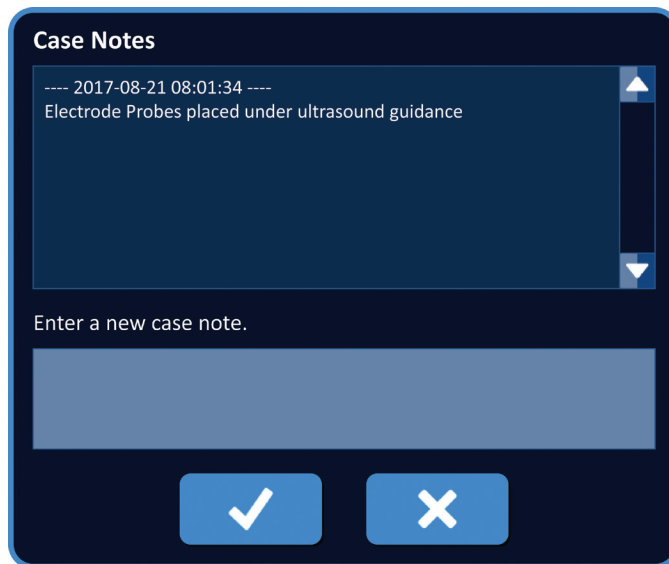 Case Notes
---- 2017-08-21 08:01:34 ----
Electrode Probes placed under ultrasound guidance
Enter a new case note.